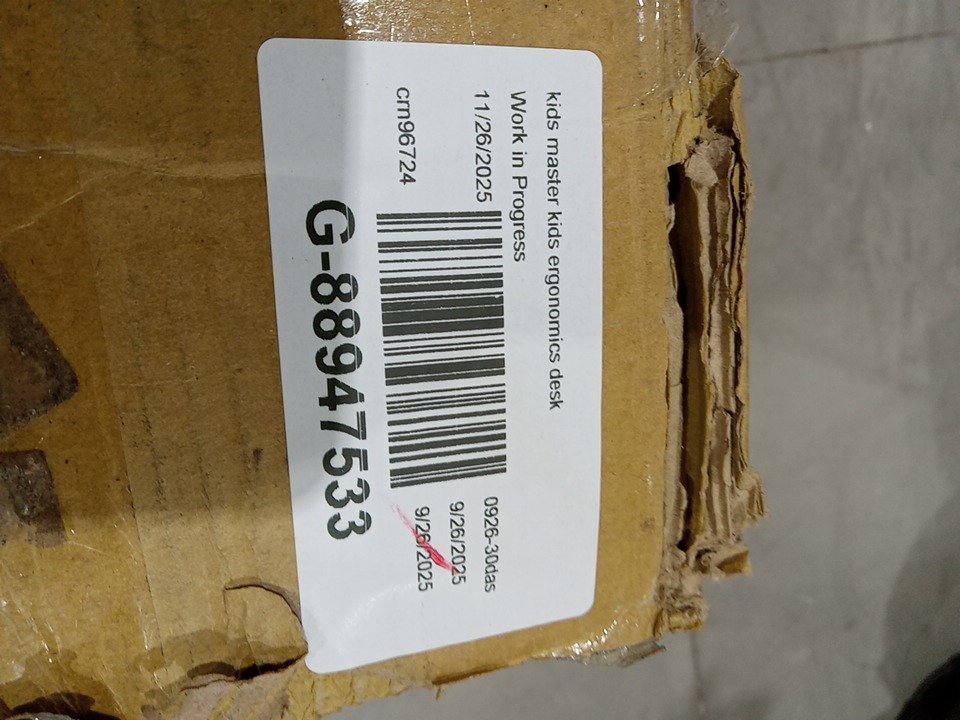 kids master kids ergonomics desk
Work in Progress
11/26/2025
0926-30das
9/26/2025
crn96724
9/26/2025
G-88947533